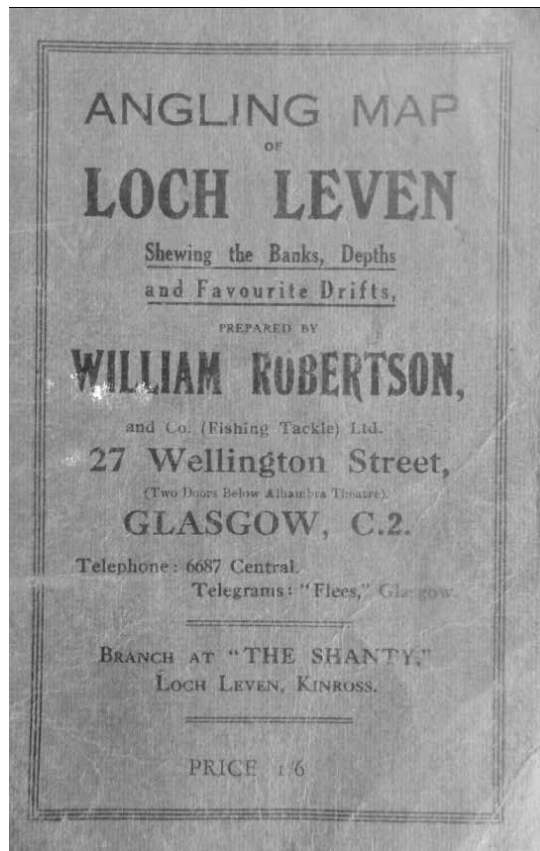 ANGLING MAP
OF
LOCH LEVEN
Shewing the Banks, Depths
and Favourite Drifts,
PREPARED BY
WILLIAM ROBERTSON,
and Co. (Fishing Tackle) Ltd.
27 Wellington Street,
(Two Doors Below Alhambra Theatre).
GLASGOW, C.2.
Telephone: 6687 Central.
Telegrams: "Flees," Glasgow.
BRANCH AT "THE SHANTY,"
LOCH LEVEN, KINROSS.
PRICE 1/6